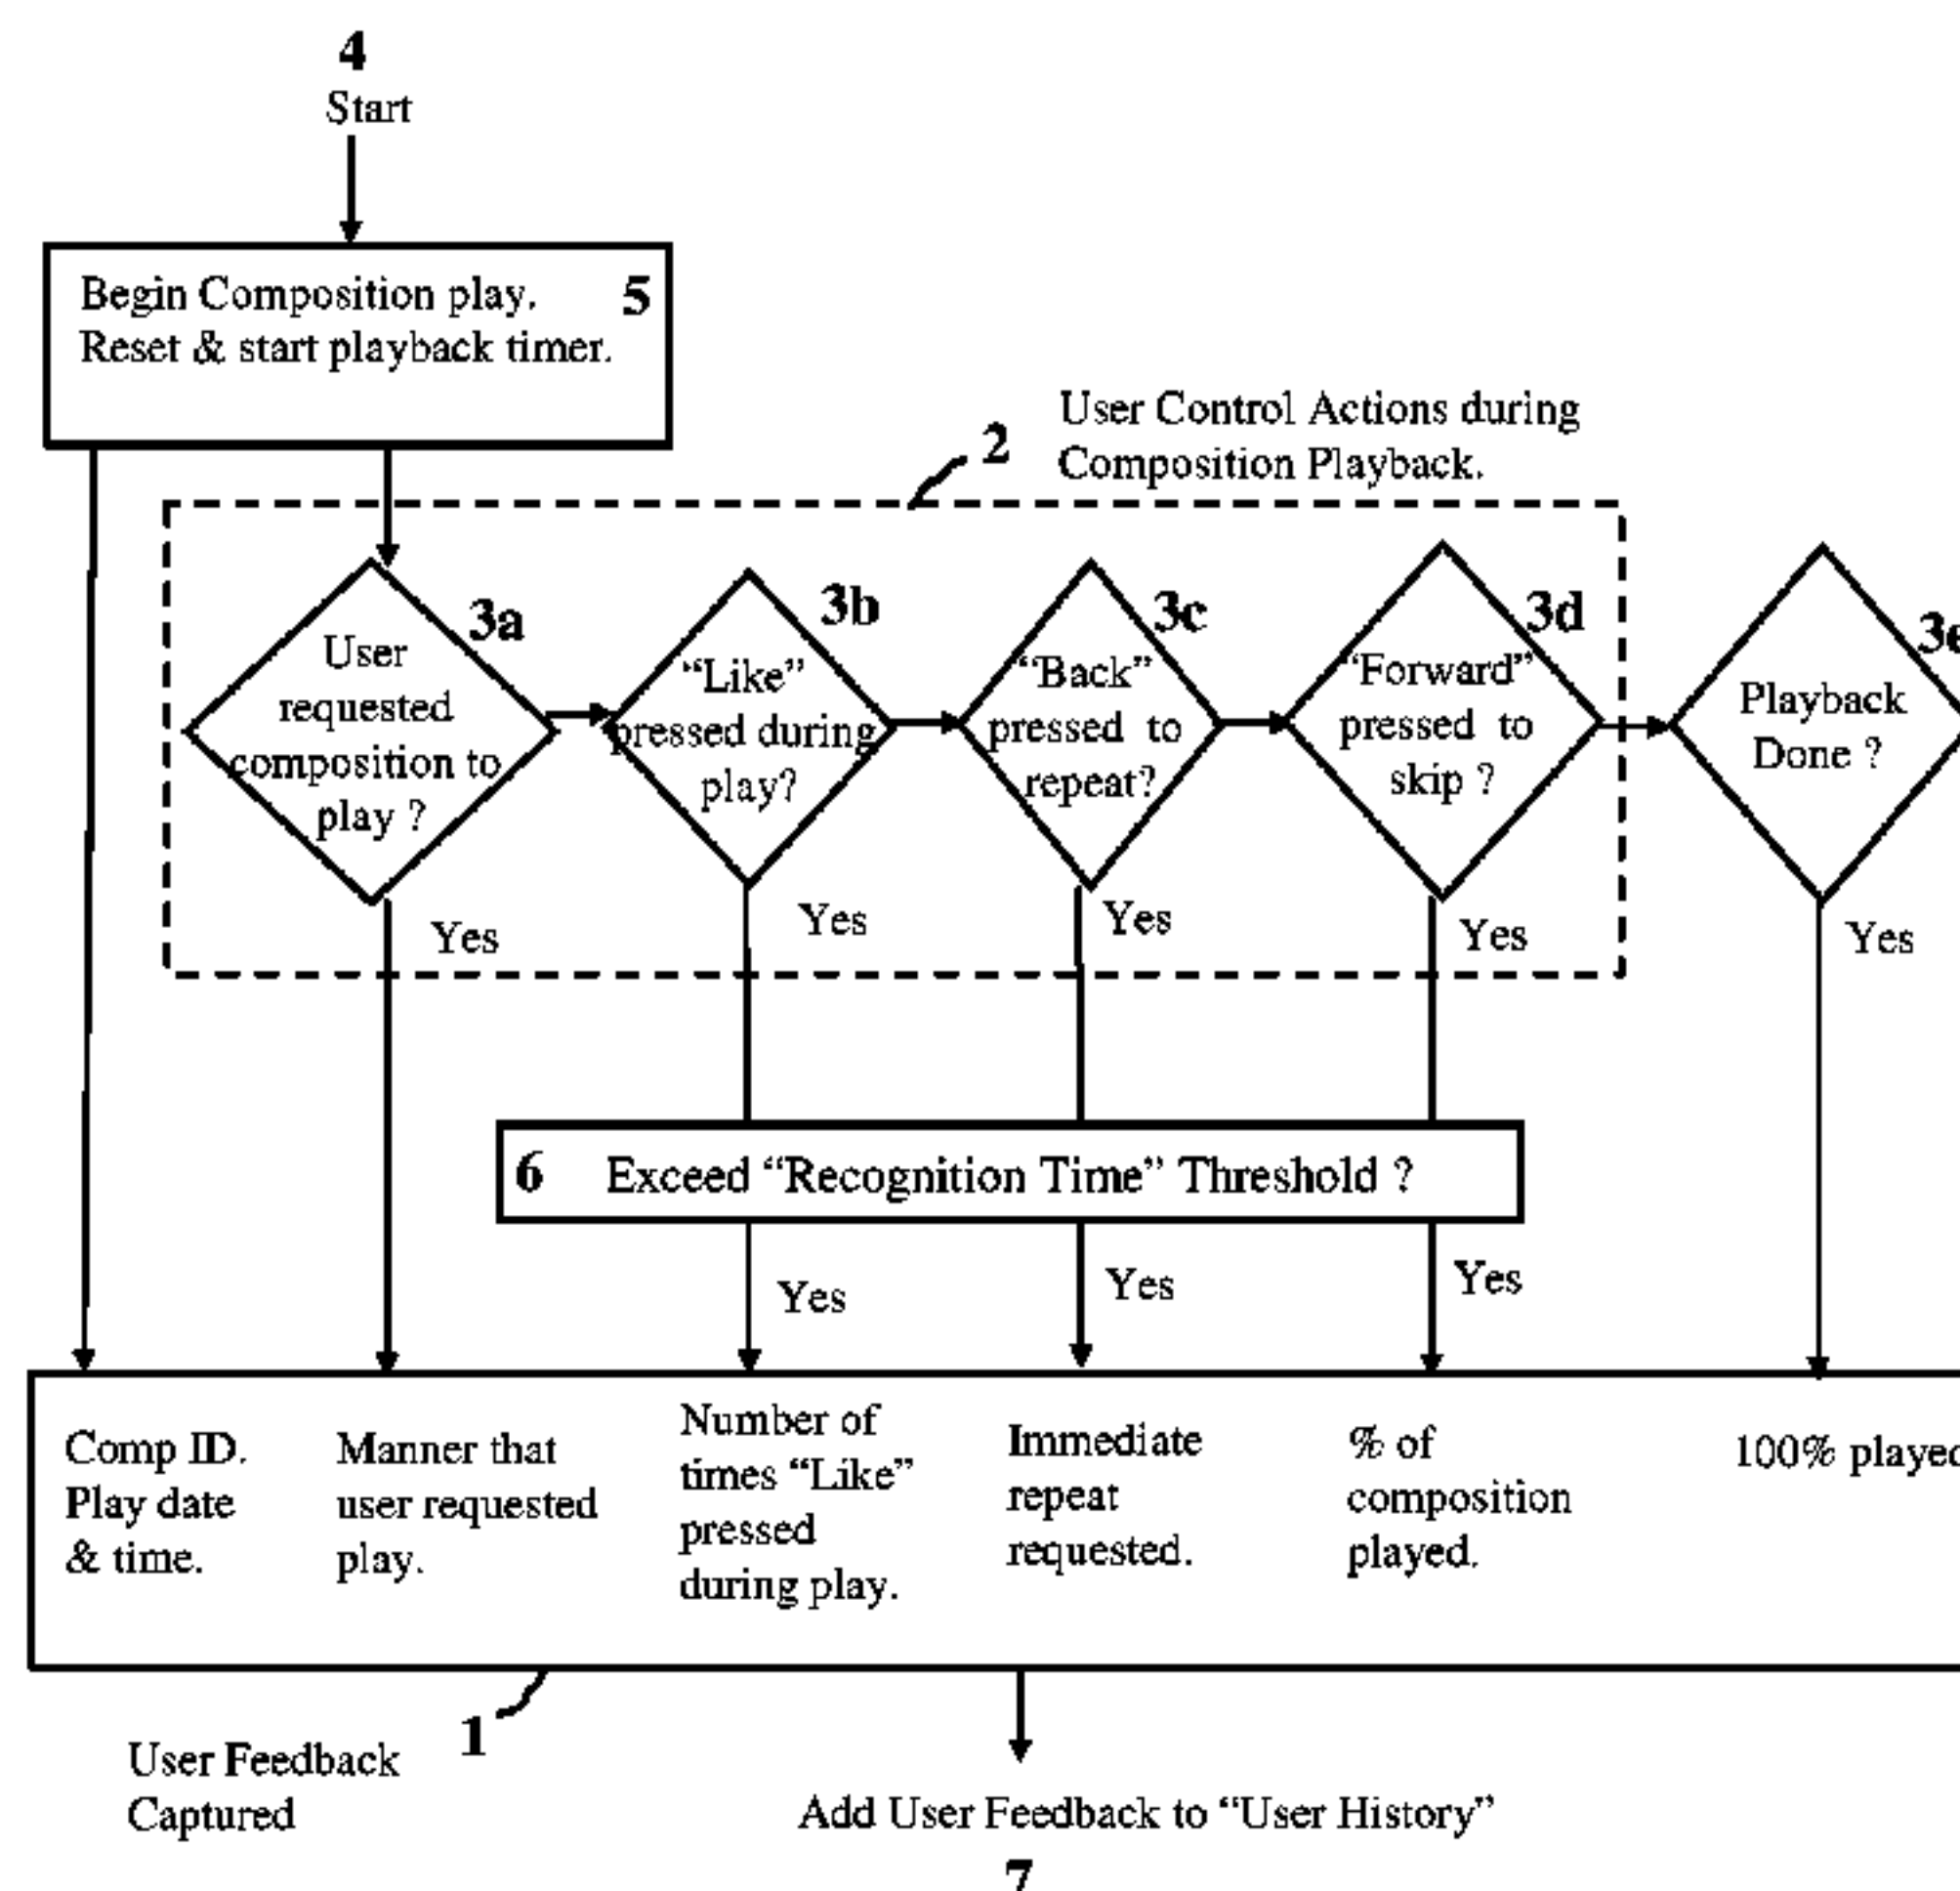 4
Start
Begin Composition play. 5
Reset & start playback timer.
User Control Actions during
Composition Playback.
2
3a
User
requested
composition to
play ?
3b
“Like”
pressed during
play?
3c
“Back”
pressed to
repeat?
3d
“Forward”
pressed to
skip ?
3e
Playback
Done ?
Yes
Yes
Yes
Yes
Yes
6 Exceed “Recognition Time” Threshold ?
Yes
Yes
Yes
Comp ID.
Play date
& time.
Manner that
user requested
play.
Number of
times “Like”
pressed
during play.
Immediate
repeat
requested.
% of
composition
played.
100% played
1
User Feedback
Captured
Add User Feedback to “User History”
7